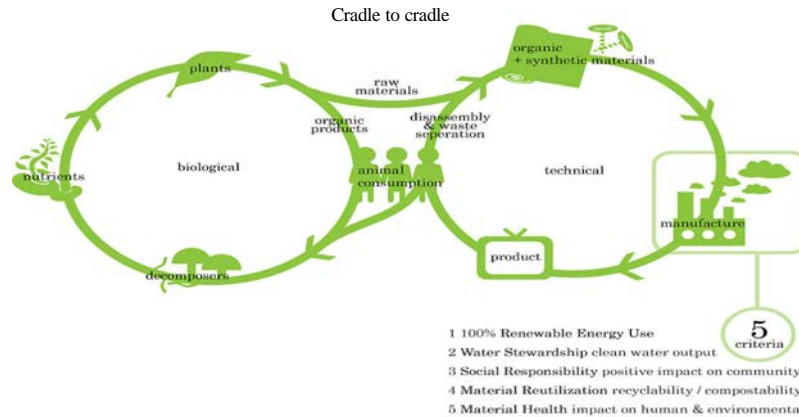 Cradle to cradle
plants
raw
materials
organic
+ synthetic materials
organic
products
disassembly
& waste
seperation
nutrients
biological
animal
consumption
technical
manufacture
decomposers
product
5
criteria
1 100% Renewable Energy Use
2 Water Stewardship clean water output
3 Social Responsibility positive impact on community
4 Material Reutilization recyclability / compostability
5 Material Health impact on human & environmenta